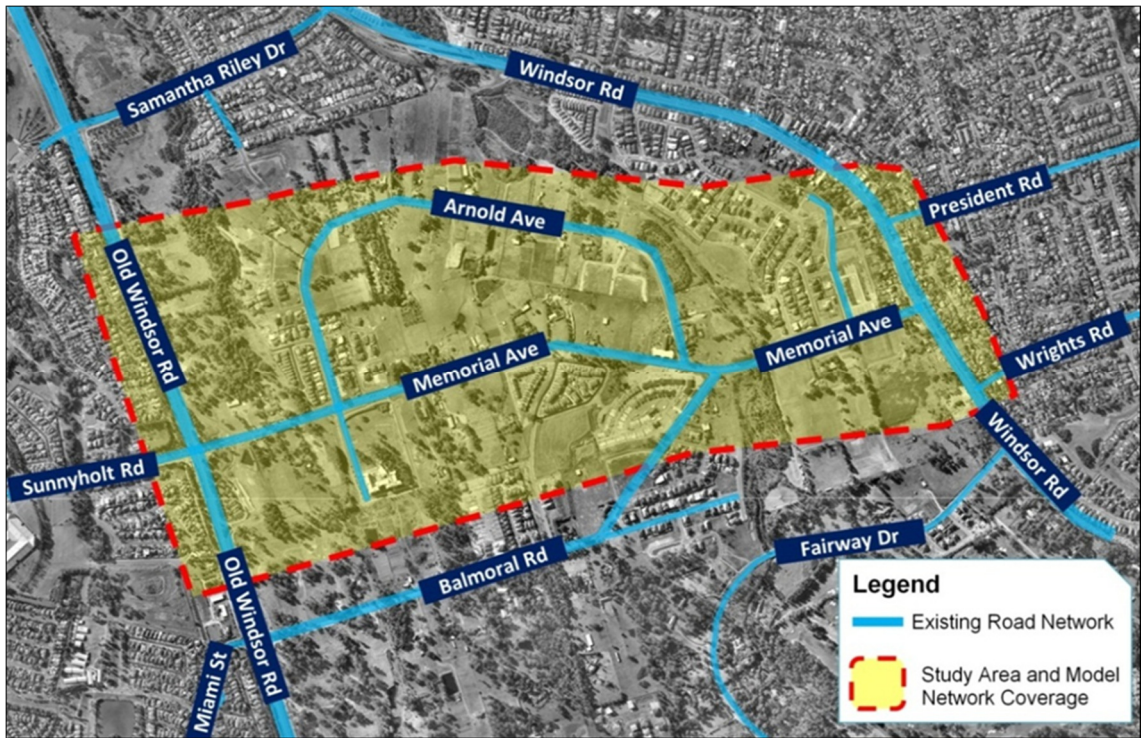 Samantha Riley Dr
Windsor Rd
President Rd
Arnold Ave
Old Windsor Rd
Memorial Ave
Memorial Ave
Wrights Rd
Sunnyholt Rd
Windsor Rd
Old Windsor Rd
Balmoral Rd
Fairway Dr
Miami St
Legend
Existing Road Network
Study Area and Model
Network Coverage